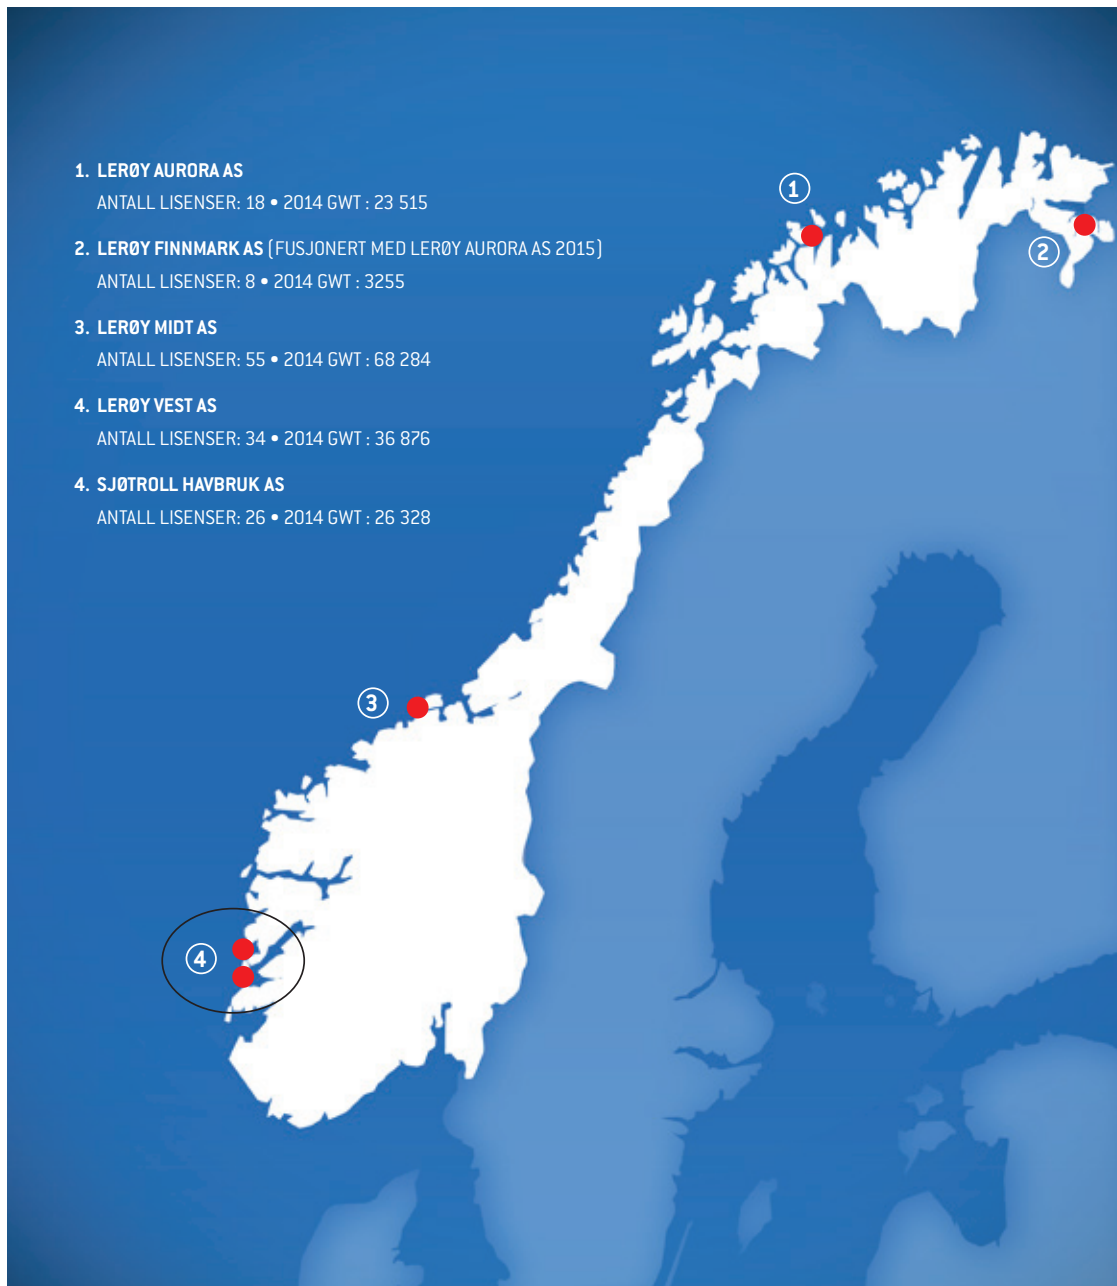 1. LERØY AURORA AS
ANTALL LISENSER: 18 • 2014 GWT : 23 515
2. LERØY FINNMARK AS (FUSJONERT MED LERØY AURORA AS 2015)
ANTALL LISENSER: 8 • 2014 GWT : 3255
3. LERØY MIDT AS
ANTALL LISENSER: 55 • 2014 GWT : 68 284
4. LERØY VEST AS
ANTALL LISENSER: 34 • 2014 GWT : 36 876
4. SJØTROLL HAVBRUK AS
ANTALL LISENSER: 26 • 2014 GWT : 26 328
1
2
3
4